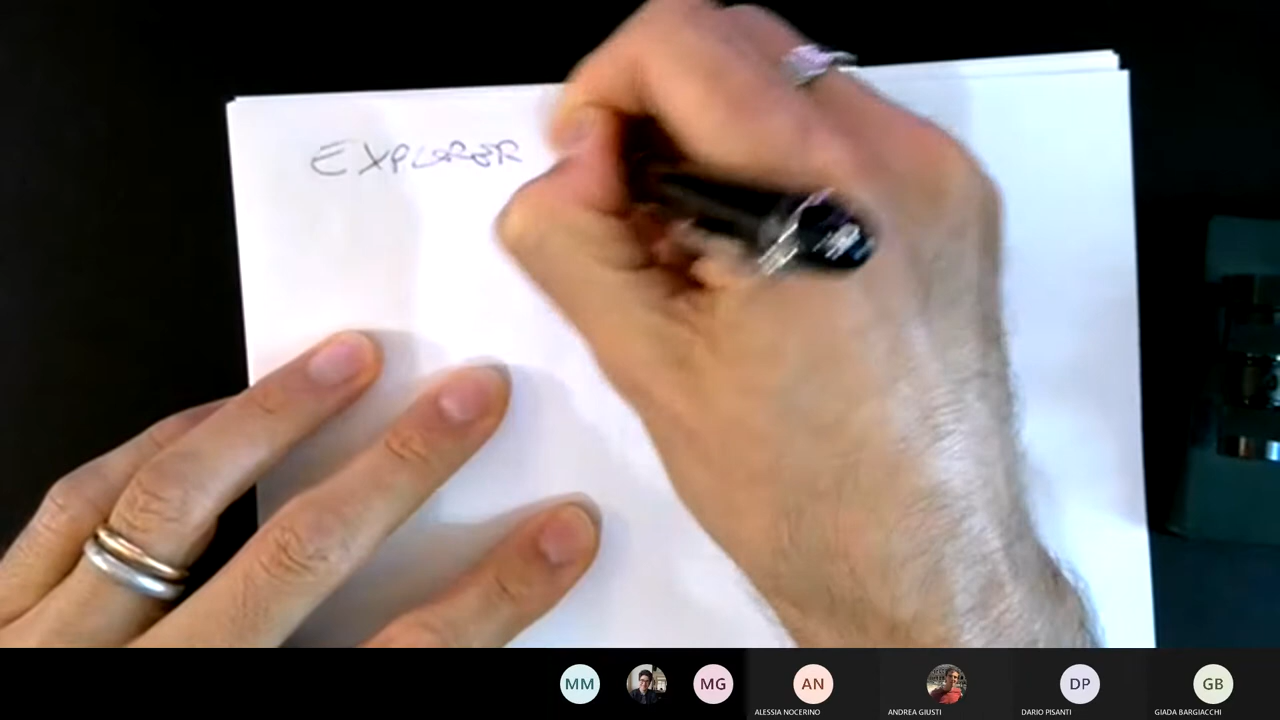 EXPLORER
MM
MG
AN
DP
GB
ALESSIA NOCERINO
ANDREA GIUSTI
DARIO PISANTI
GIADA BARGIACCHI